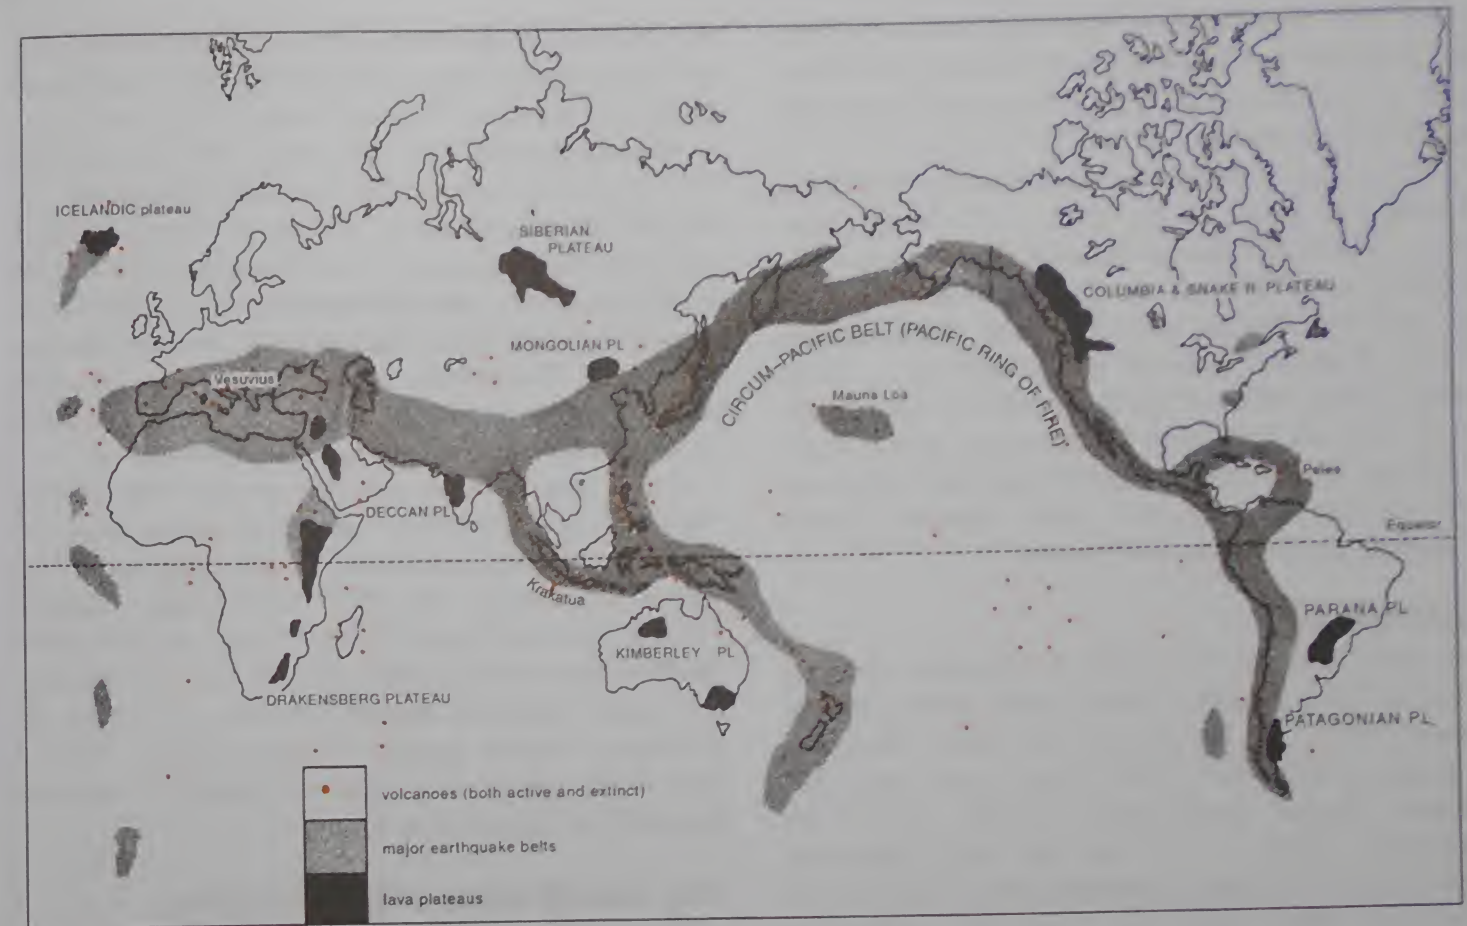 ICELANDIC plateau
SIBERIAN
PLATEAU
COLUMBIA & SNAKE R. PLATEAU
MONGOLIAN PL
CIRCUM-PACIFIC BELT (PACIFIC RING OF FIRE)
Vesuvius
Mauna Loa
Pelee
DECCAN PL
Equator
Krakatua
PARANA PL
KIMBERLEY PL
DRAKENSBERG PLATEAU
PATAGONIAN PL
volcanoes (both active and extinct)
major earthquake belts
lava plateaus